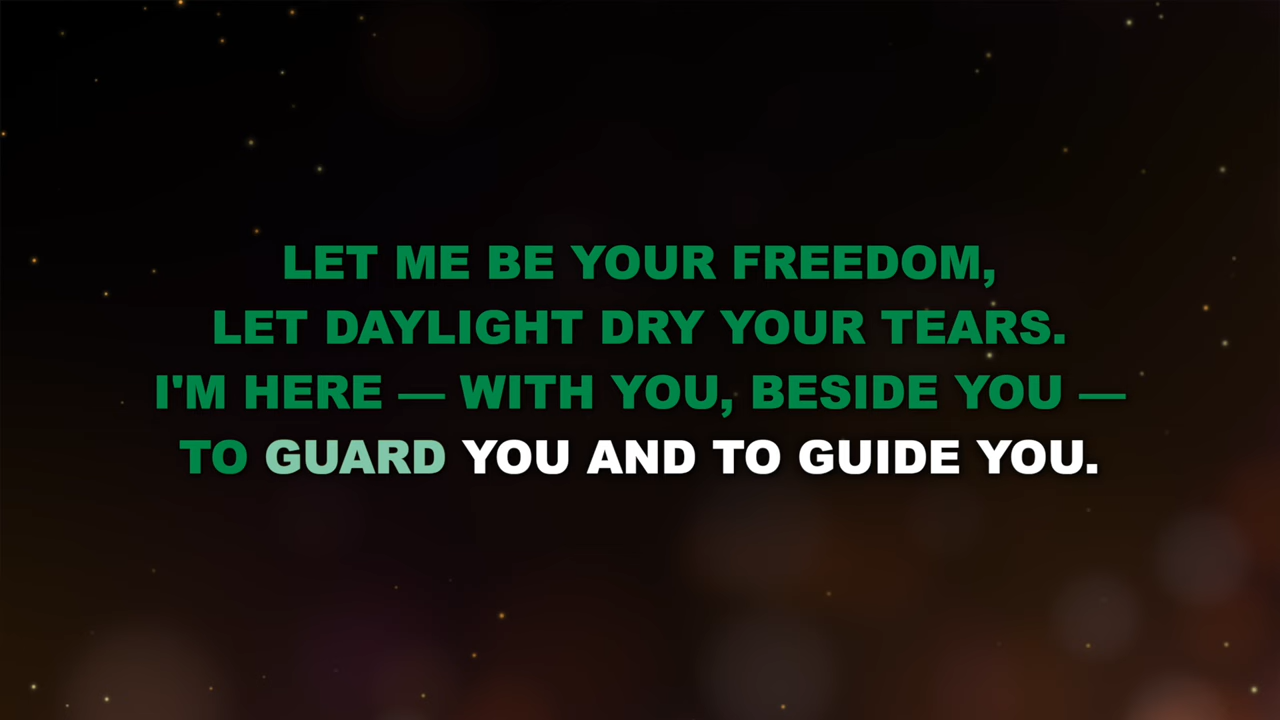 LET ME BE YOUR FREEDOM,
LET DAYLIGHT DRY YOUR TEARS.
I'M HERE — WITH YOU, BESIDE YOU —
TO GUARD YOU AND TO GUIDE YOU.